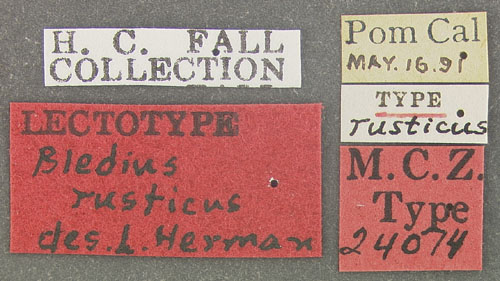 H. C. FALL
COLLECTION
LECTOTYPE
Bledius
rusticus
des. L. Herman
Pom Cal
MAY. 16. 91
TYPE
rusticus
M.C.Z.
Type
24074